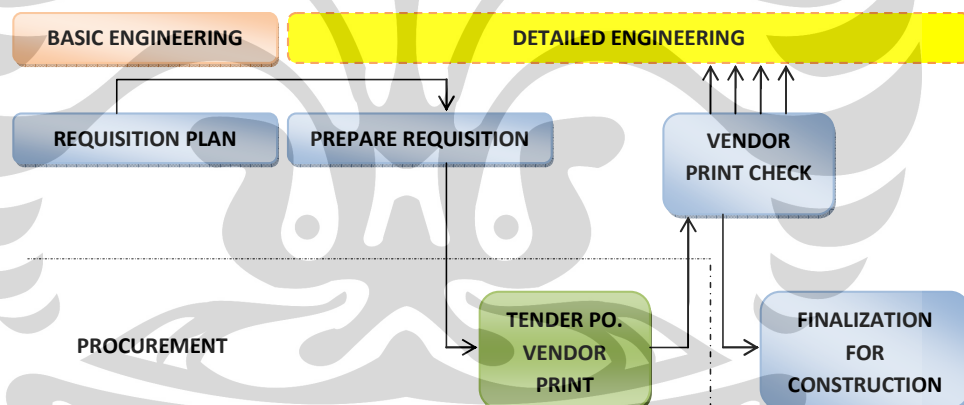 BASIC ENGINEERING
DETAILED ENGINEERING
REQUISITION PLAN
PREPARE REQUISITION
VENDOR
PRINT CHECK
PROCUREMENT
TENDER PO.
VENDOR
PRINT
FINALIZATION
FOR
CONSTRUCTION